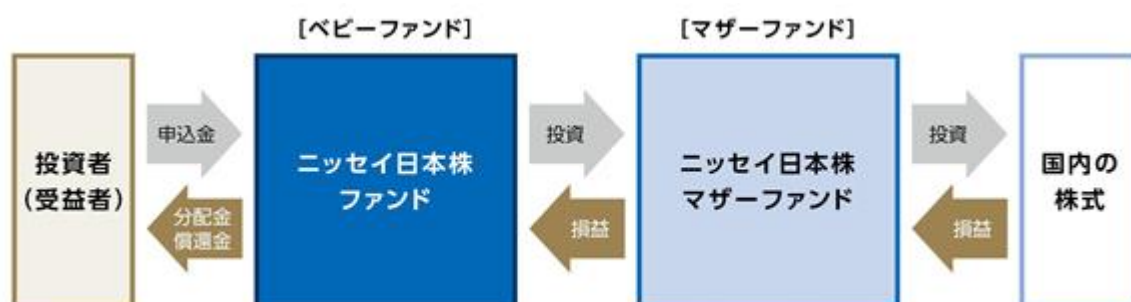 [ベビーファンド]
[マザーファンド]
投資者
(受益者)
申込金
分配金
償還金
ニッセイ日本株
ファンド
投資
損益
ニッセイ日本株
マザーファンド
投資
損益
国内の
株式